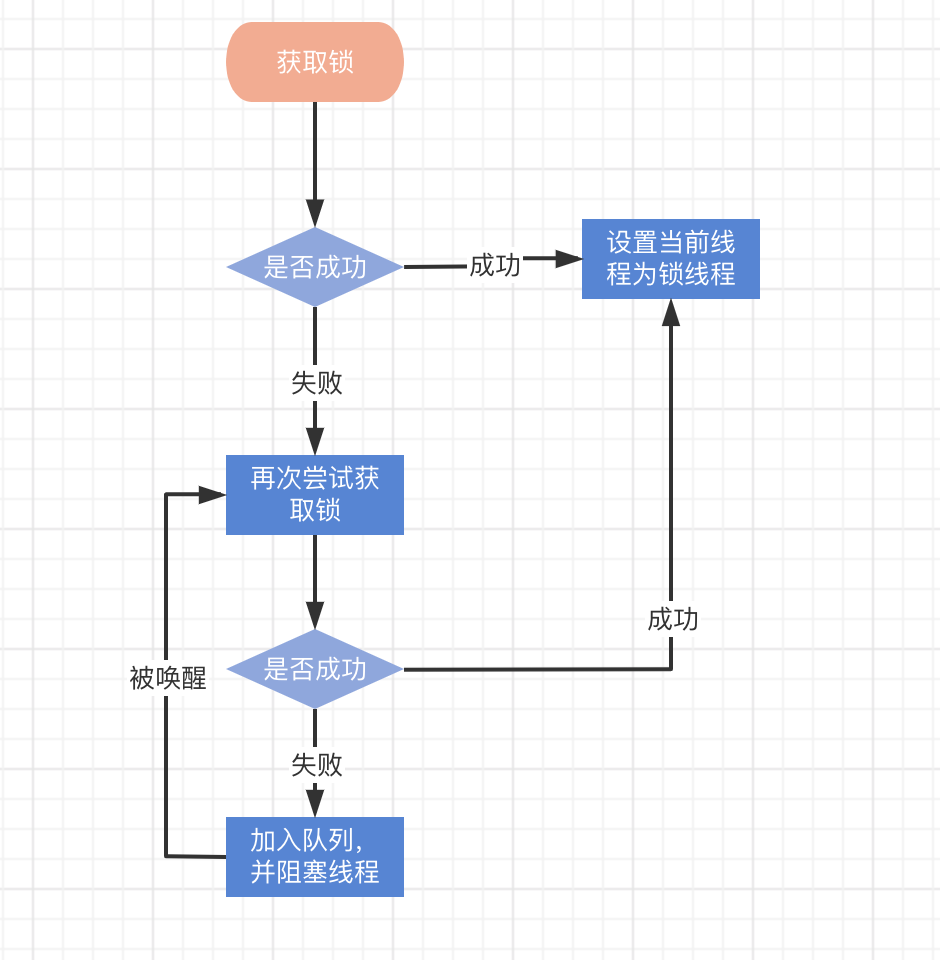 获取锁
是否成功
成功
设置当前线
程为锁线程
失败
再次尝试获
取锁
成功
是否成功
被唤醒
失败
加入队列，
并阻塞线程